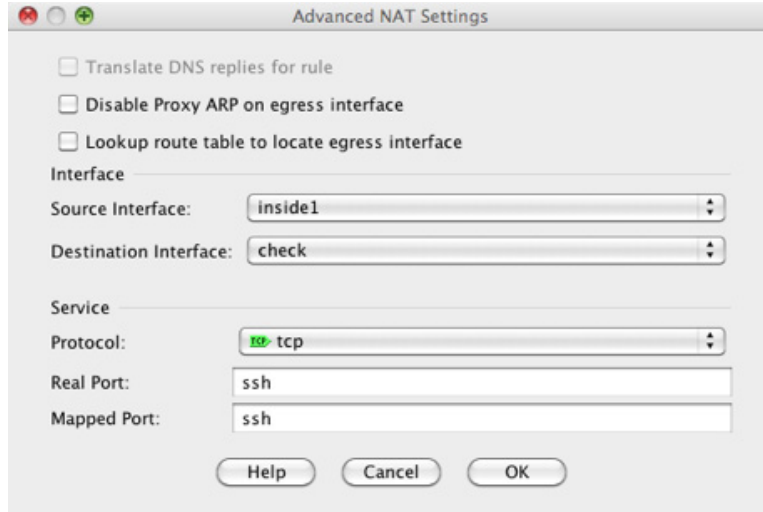 Advanced NAT Settings
Translate DNS replies for rule
Disable Proxy ARP on egress interface
Lookup route table to locate egress interface
Interface
Source Interface: inside1
Destination Interface: check
Service
Protocol: TCP tcp
Real Port: ssh
Mapped Port: ssh
Help Cancel OK